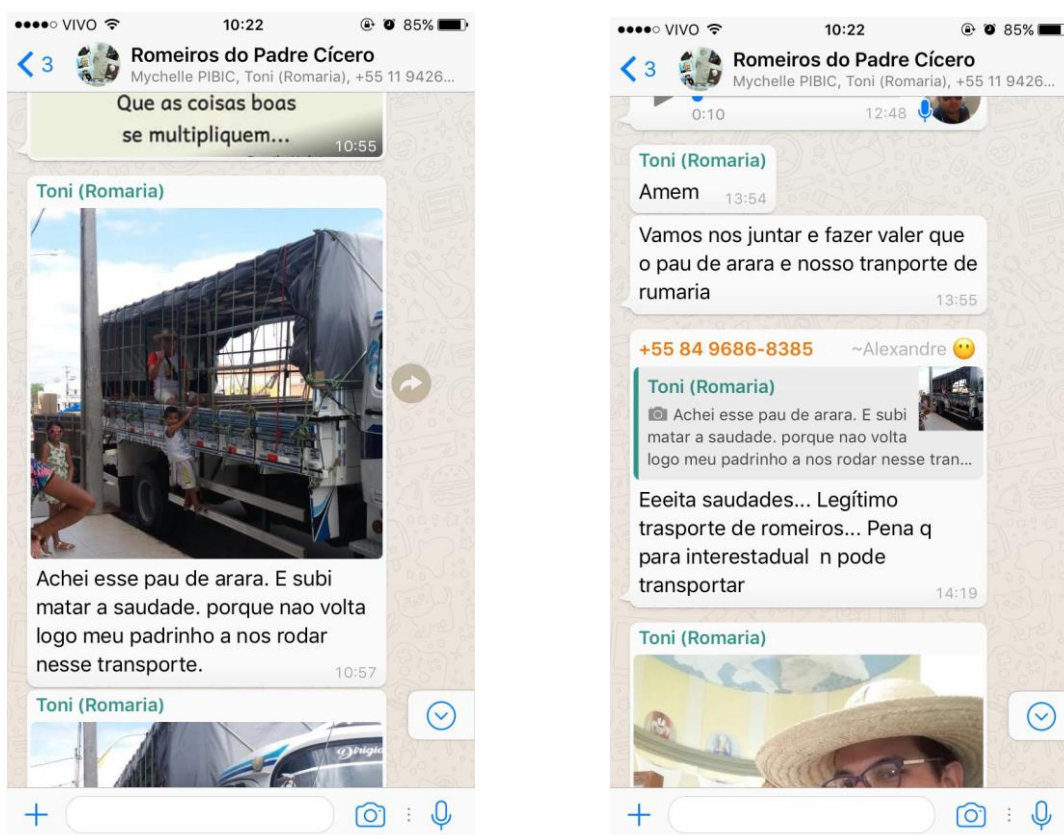 VIVO 10:22 85%
3 Romeiros do Padre Cícero
Mychelle PIBIC, Toni (Romaria), +55 11 9426...
Que as coisas boas
se multipliquem...
10:55
Toni (Romaria)
Achei esse pau de arara. E subi
matar a saudade. porque nao volta
logo meu padrinho a nos rodar
nesse transporte.
10:57
Toni (Romaria)
Dirigid
VIVO 10:22 85%
3 Romeiros do Padre Cícero
Mychelle PIBIC, Toni (Romaria), +55 11 9426...
0:10 12:48
Toni (Romaria)
Amem 13:54
Vamos nos juntar e fazer valer que
o pau de arara e nosso tranporte de
rumaria
13:55
+55 84 9686-8385 ~Alexandre 😶
Toni (Romaria)
Achei esse pau de arara. E subi
matar a saudade. porque nao volta
logo meu padrinho a nos rodar nesse tran...
Eeeita saudades... Legítimo
trasporte de romeiros... Pena q
para interestadual n pode
transportar
14:19
Toni (Romaria)